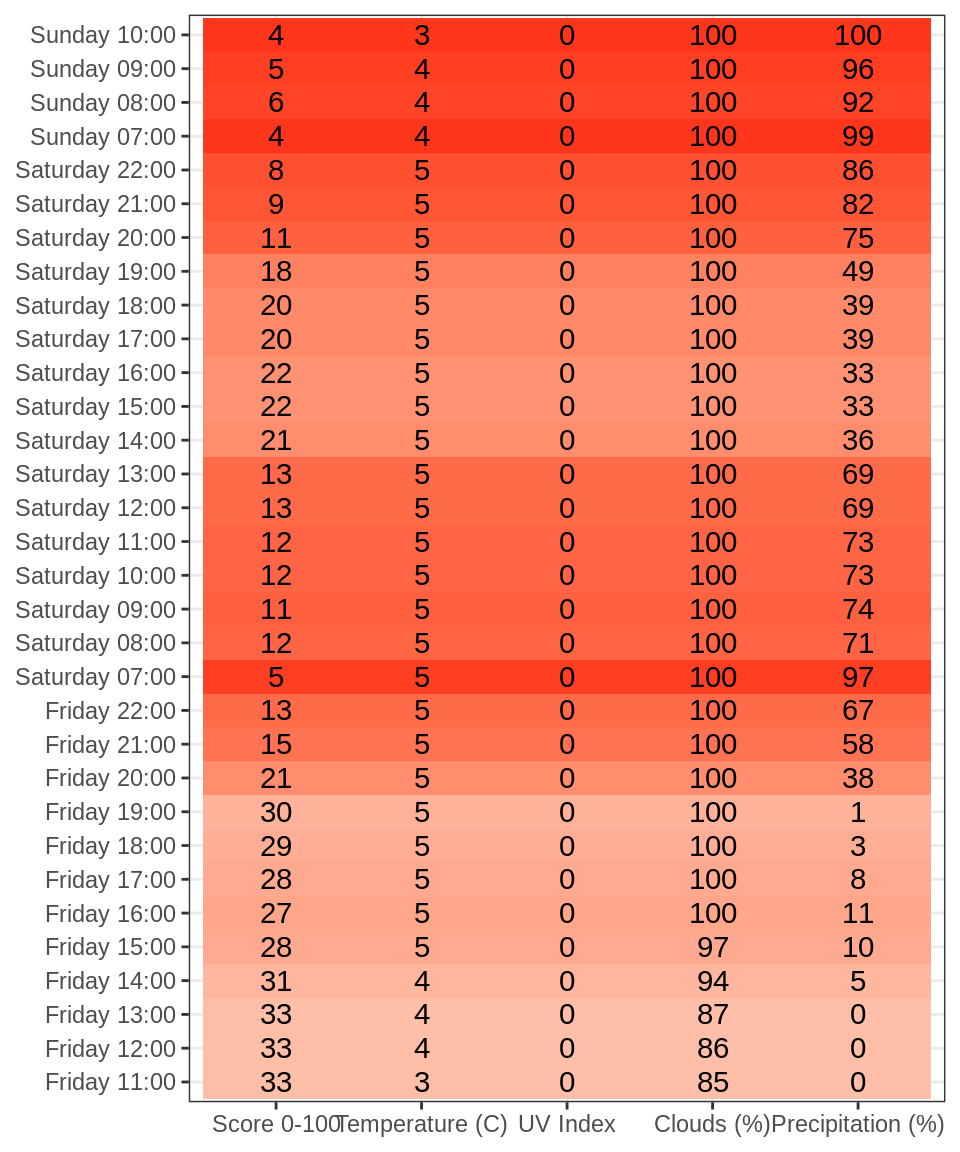 Sunday 10:00 4 3 0 100 100
Sunday 09:00 5 4 0 100 96
Sunday 08:00 6 4 0 100 92
Sunday 07:00 4 4 0 100 99
Saturday 22:00 8 5 0 100 86
Saturday 21:00 9 5 0 100 82
Saturday 20:00 11 5 0 100 75
Saturday 19:00 18 5 0 100 49
Saturday 18:00 20 5 0 100 39
Saturday 17:00 20 5 0 100 39
Saturday 16:00 22 5 0 100 33
Saturday 15:00 22 5 0 100 33
Saturday 14:00 21 5 0 100 36
Saturday 13:00 13 5 0 100 69
Saturday 12:00 13 5 0 100 69
Saturday 11:00 12 5 0 100 73
Saturday 10:00 12 5 0 100 73
Saturday 09:00 11 5 0 100 74
Saturday 08:00 12 5 0 100 71
Saturday 07:00 5 5 0 100 97
Friday 22:00 13 5 0 100 67
Friday 21:00 15 5 0 100 58
Friday 20:00 21 5 0 100 38
Friday 19:00 30 5 0 100 1
Friday 18:00 29 5 0 100 3
Friday 17:00 28 5 0 100 8
Friday 16:00 27 5 0 100 11
Friday 15:00 28 5 0 97 10
Friday 14:00 31 4 0 94 5
Friday 13:00 33 4 0 87 0
Friday 12:00 33 4 0 86 0
Friday 11:00 33 3 0 85 0
Score 0-100 Temperature (C) UV Index Clouds (%) Precipitation (%)